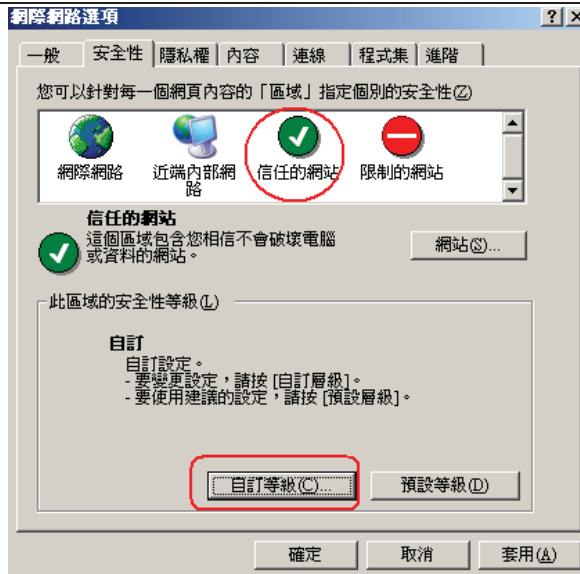 網際網路選項
一般 安全性 隱私權 內容 連線 程式集 進階
您可以針對每一個網頁內容的「區域」指定個別的安全性(Z)
網際網路 近端內部網路 信任的網站 限制的網站
信任的網站
這個區域包含您相信不會破壞電腦
或資料的網站。
網站(S)...
此區域的安全性等級(L)
自訂
自訂設定。
- 要變更設定，請按 [自訂層級]。
- 要使用建議的設定，請按 [預設層級]。
自訂等級(C)... 預設等級(D)
確定 取消 套用(A)